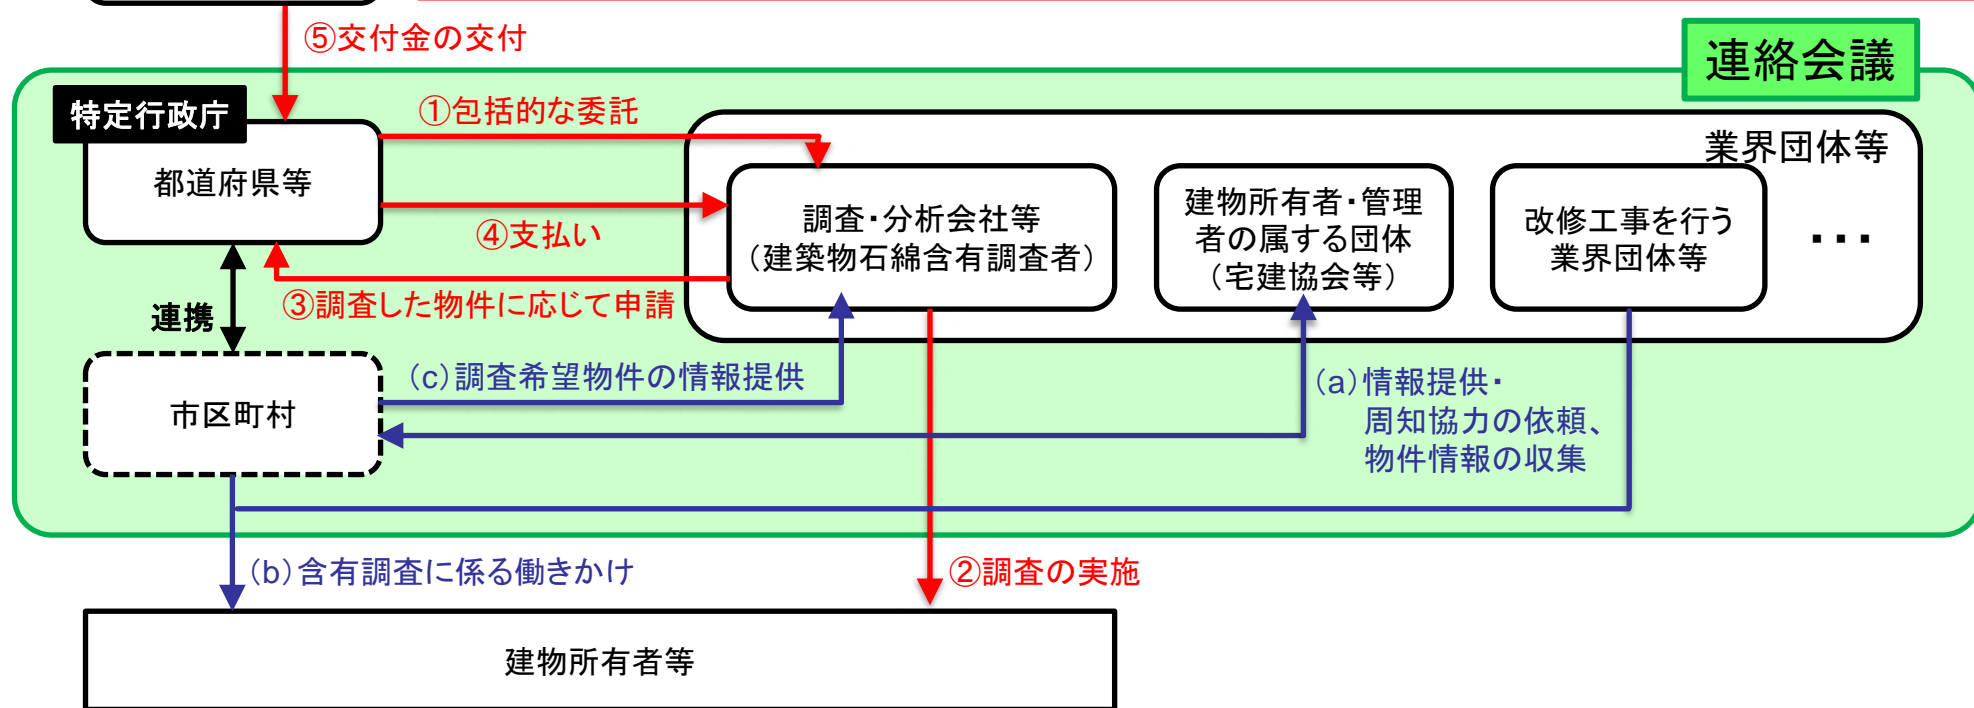 ⑤交付金の交付
連絡会議
特定行政庁
①包括的な委託
業界団体等
都道府県等
調査・分析会社等
（建築物石綿含有調査者）
建物所有者・管理
者の属する団体
（宅建協会等）
改修工事を行う
業界団体等
・・・
④支払い
③調査した物件に応じて申請
連携
（c）調査希望物件の情報提供
（a）情報提供・
周知協力の依頼、
物件情報の収集
市区町村
（b）含有調査に係る働きかけ
②調査の実施
建物所有者等